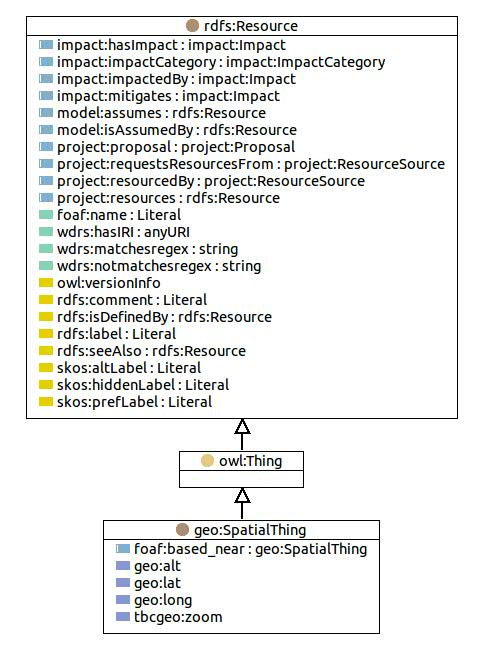 rdfs:Resource
impact:hasImpact : impact:Impact
impact:impactCategory : impact:ImpactCategory
impact:impactedBy : impact:Impact
impact:mitigates : impact:Impact
model:assumes : rdfs:Resource
model:isAssumedBy : rdfs:Resource
project:proposal : project:Proposal
project:requestsResourcesFrom : project:ResourceSource
project:resourcedBy : project:ResourceSource
project:resources : rdfs:Resource
foaf:name : Literal
wdrs:hasIRI : anyURI
wdrs:matchesregex : string
wdrs:notmatchesregex : string
owl:versionInfo
rdfs:comment : Literal
rdfs:isDefinedBy : rdfs:Resource
rdfs:label : Literal
rdfs:seeAlso : rdfs:Resource
skos:altLabel : Literal
skos:hiddenLabel : Literal
skos:prefLabel : Literal
owl:Thing
geo:SpatialThing
foaf:based_near : geo:SpatialThing
geo:alt
geo:lat
geo:long
tbcgeo:zoom